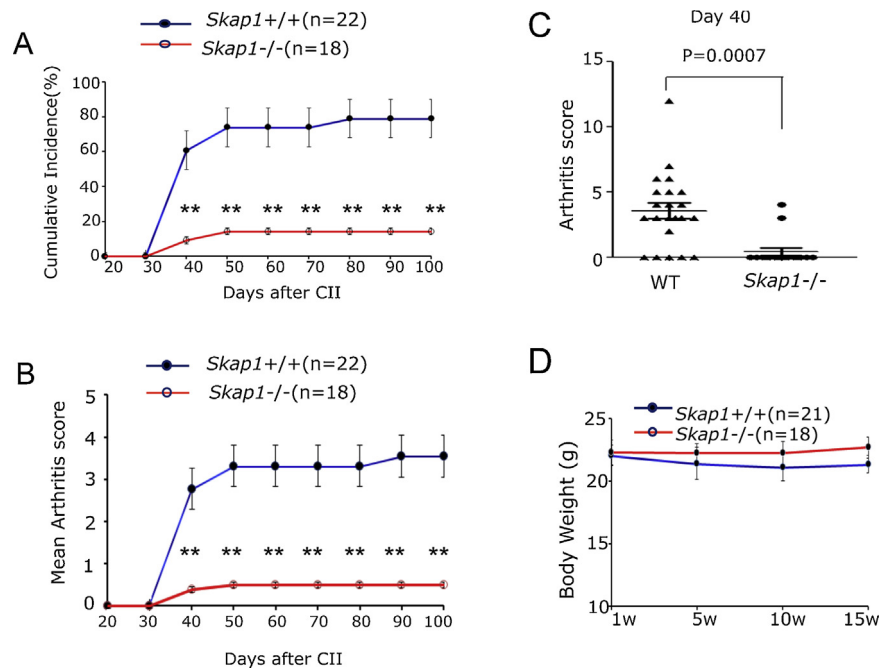 A
Skap1+/+(n=22)
Skap1-/-(n=18)
Cumulative Incidence(%)
100
80
60
40
20
0
** ** ** ** ** ** **
20 30 40 50 60 70 80 90 100
Days after CII
B
Skap1+/+(n=22)
Skap1-/-(n=18)
Mean Arthritis score
5
4
3
2
1
0
** ** ** ** ** ** **
20 30 40 50 60 70 80 90 100
Days after CII
C
Day 40
P=0.0007
Arthritis score
15
10
5
0
WT Skap1-/-
D
Skap1+/+(n=21)
Skap1-/-(n=18)
Body Weight (g)
25
20
15
10
1w 5w 10w 15w